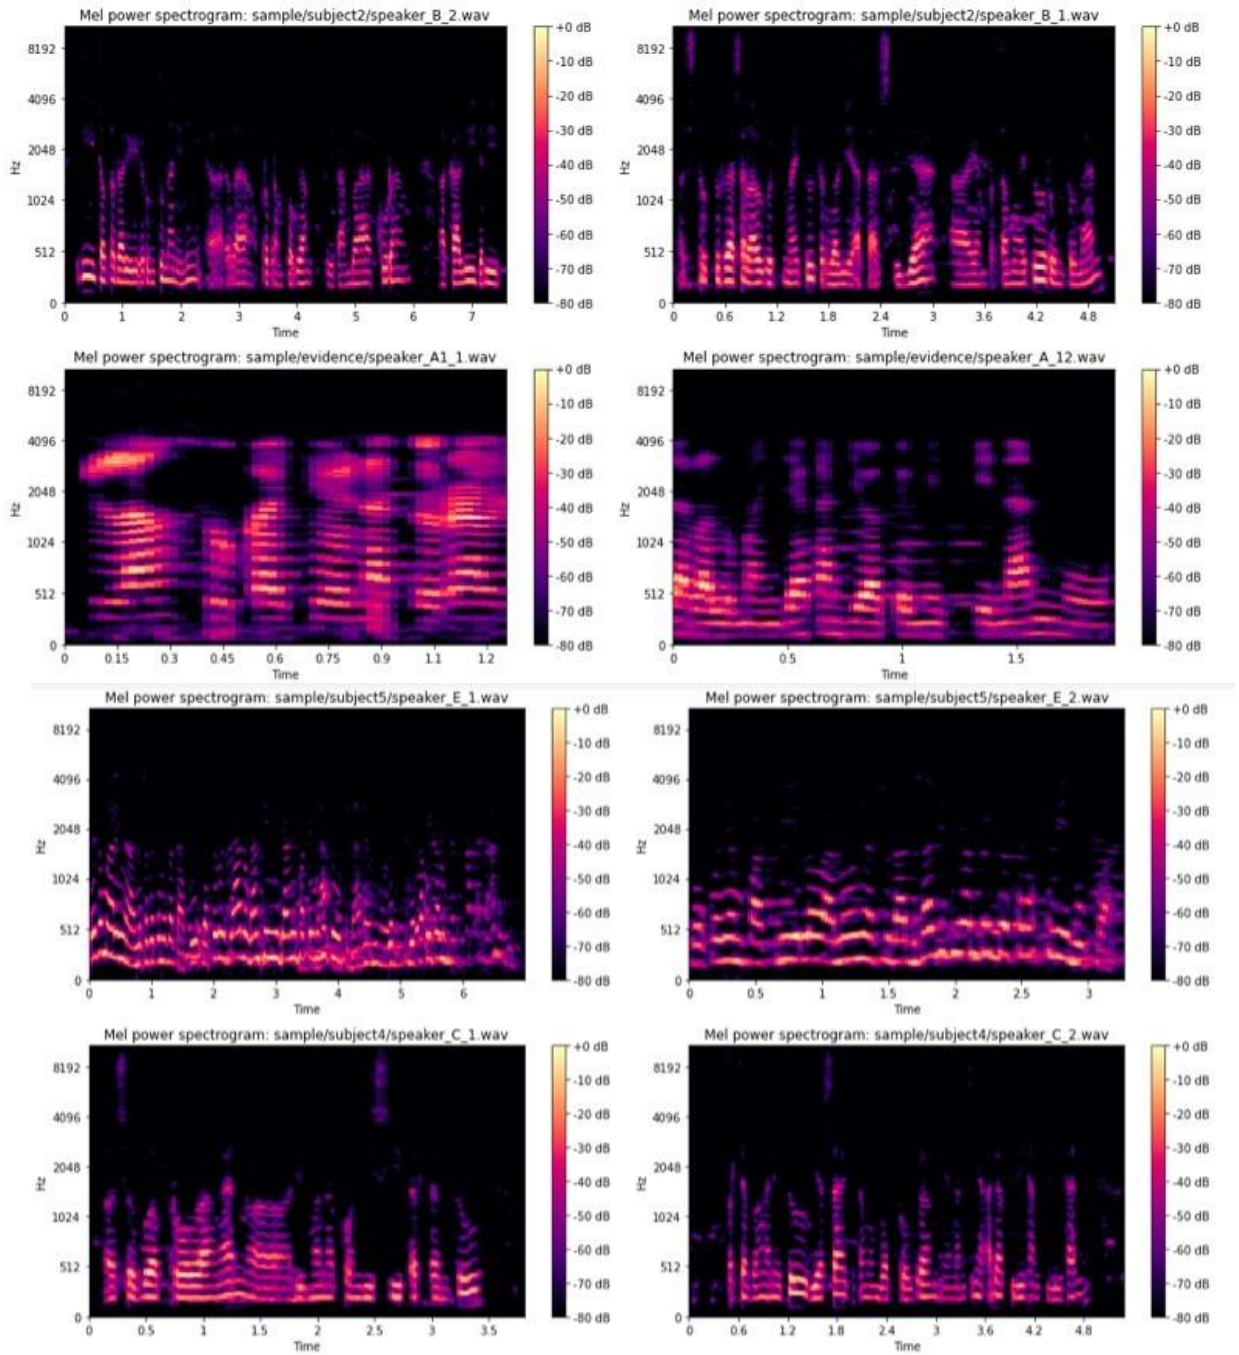 Mel power spectrogram: sample/subject2/speaker_B_2.wav
8192
4096
2048
1024
512
0
Hz
0 1 2 3 4 5 6 7
Time
+0 dB
-10 dB
-20 dB
-30 dB
-40 dB
-50 dB
-60 dB
-70 dB
-80 dB
Mel power spectrogram: sample/subject2/speaker_B_1.wav
8192
4096
2048
1024
512
0
Hz
0 0.6 1.2 1.8 2.4 3 3.6 4.2 4.8
Time
+0 dB
-10 dB
-20 dB
-30 dB
-40 dB
-50 dB
-60 dB
-70 dB
-80 dB
Mel power spectrogram: sample/evidence/speaker_A1_1.wav
8192
4096
2048
1024
512
0
Hz
0 0.15 0.3 0.45 0.6 0.75 0.9 1.1 1.2
Time
+0 dB
-10 dB
-20 dB
-30 dB
-40 dB
-50 dB
-60 dB
-70 dB
-80 dB
Mel power spectrogram: sample/evidence/speaker_A_12.wav
8192
4096
2048
1024
512
0
Hz
0 0.5 1 1.5
Time
+0 dB
-10 dB
-20 dB
-30 dB
-40 dB
-50 dB
-60 dB
-70 dB
-80 dB
Mel power spectrogram: sample/subject5/speaker_E_1.wav
8192
4096
2048
1024
512
0
Hz
0 1 2 3 4 5 6
Time
+0 dB
-10 dB
-20 dB
-30 dB
-40 dB
-50 dB
-60 dB
-70 dB
-80 dB
Mel power spectrogram: sample/subject5/speaker_E_2.wav
8192
4096
2048
1024
512
0
Hz
0 0.5 1 1.5 2 2.5 3
Time
+0 dB
-10 dB
-20 dB
-30 dB
-40 dB
-50 dB
-60 dB
-70 dB
-80 dB
Mel power spectrogram: sample/subject4/speaker_C_1.wav
8192
4096
2048
1024
512
0
Hz
0 0.5 1 1.5 2 2.5 3 3.5
Time
+0 dB
-10 dB
-20 dB
-30 dB
-40 dB
-50 dB
-60 dB
-70 dB
-80 dB
Mel power spectrogram: sample/subject4/speaker_C_2.wav
8192
4096
2048
1024
512
0
Hz
0 0.6 1.2 1.8 2.4 3 3.6 4.2 4.8
Time
+0 dB
-10 dB
-20 dB
-30 dB
-40 dB
-50 dB
-60 dB
-70 dB
-80 dB